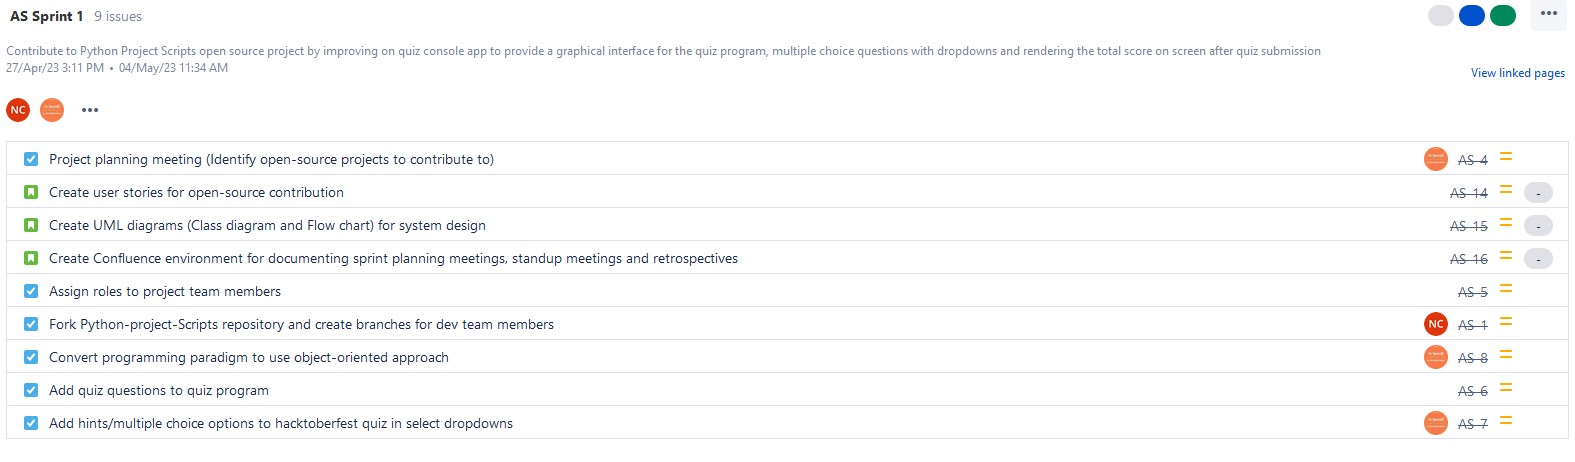 AS Sprint 1 9 issues
Contribute to Python Project Scripts open source project by improving on quiz console app to provide a graphical interface for the quiz program, multiple choice questions with dropdowns and rendering the total score on screen after quiz submission
27/Apr/23 3:11 PM • 04/May/23 11:34 AM
View linked pages
NC
Project planning meeting (Identify open-source projects to contribute to) AS-4
Create user stories for open-source contribution AS-14 -
Create UML diagrams (Class diagram and Flow chart) for system design AS-15 -
Create Confluence environment for documenting sprint planning meetings, standup meetings and retrospectives AS-16 -
Assign roles to project team members AS-5
Fork Python-project-Scripts repository and create branches for dev team members NC AS-1
Convert programming paradigm to use object-oriented approach AS-8
Add quiz questions to quiz program AS-6
Add hints/multiple choice options to hacktoberfest quiz in select dropdowns AS-7